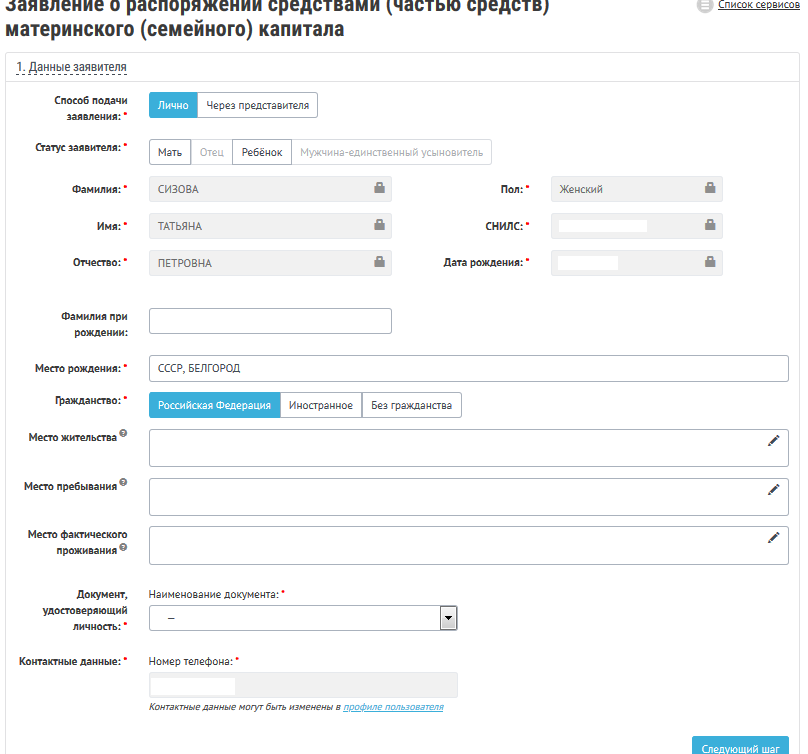 Заявление о распоряжении средствами (частью средств)
материнского (семейного) капитала
Список сервисов
1. Данные заявителя
Способ подачи
заявления: *
Лично Через представителя
Статус заявителя: *
Мать Отец Ребёнок Мужчина-единственный усыновитель
Фамилия: * СИЗОВА Пол: * Женский
Имя: * ТАТЬЯНА СНИЛС: *
Отчество: * ПЕТРОВНА Дата рождения: *
Фамилия при
рождении:
Место рождения: * СССР, БЕЛГОРОД
Гражданство: * Российская Федерация Иностранное Без гражданства
Место жительства ?
Место пребывания ?
Место фактического
проживания ?
Документ,
удостоверяющий
личность: *
Наименование документа: *
—
Контактные данные: * Номер телефона: *
Контактные данные могут быть изменены в профиле пользователя
Следующий шаг